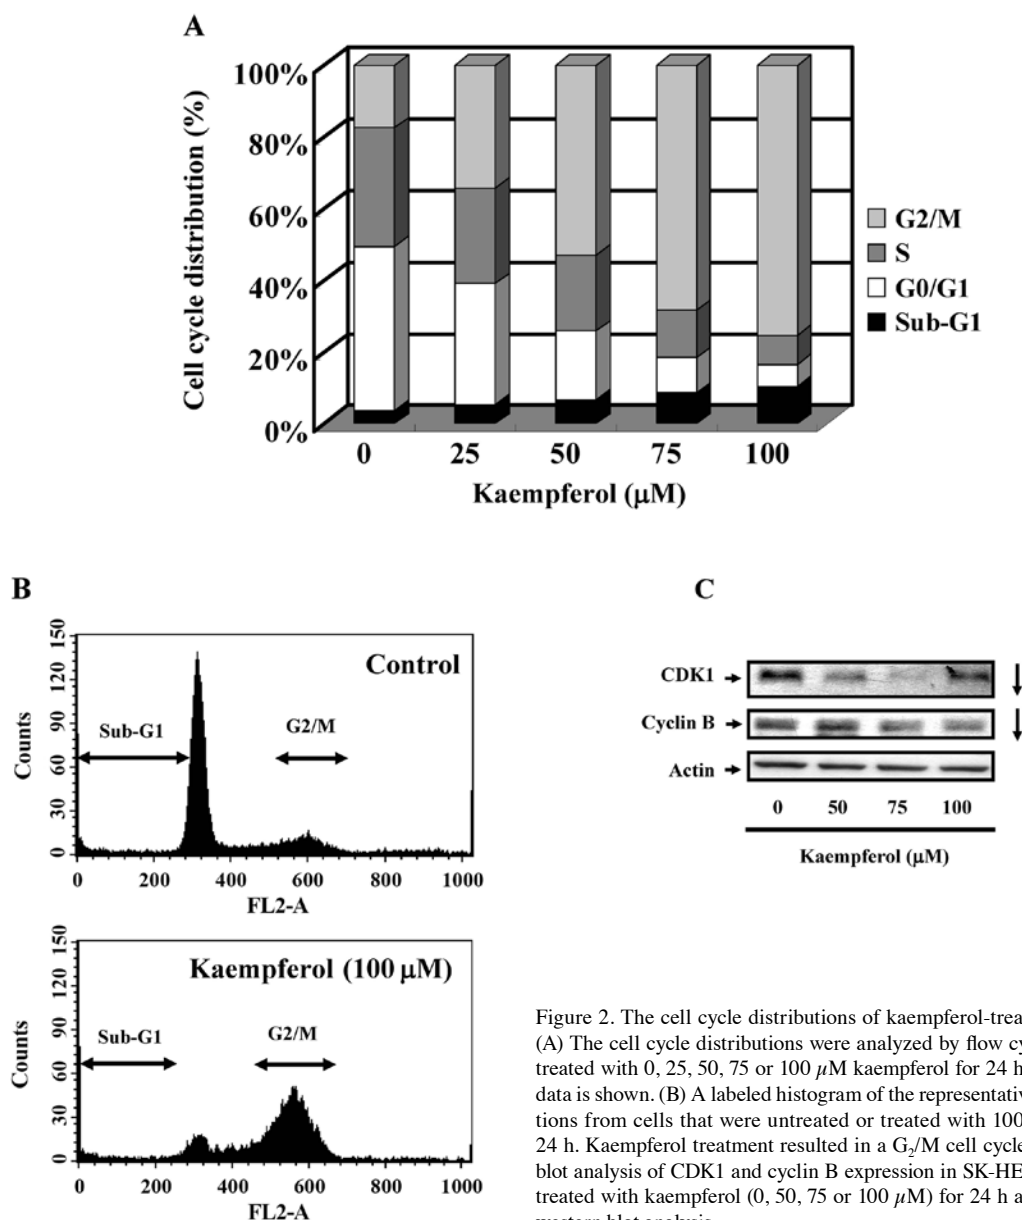 A
100%
80%
60%
40%
20%
0%
Cell cycle distribution (%)
0 25 50 75 100
Kaempferol (μM)
G2/M
S
G0/G1
Sub-G1
B
150
120
90
60
30
0
Counts
Control
Sub-G1
G2/M
0 200 400 600 800 1000
FL2-A
150
120
90
60
30
0
Counts
Kaempferol (100 μM)
Sub-G1
G2/M
0 200 400 600 800 1000
FL2-A
C
CDK1
Cyclin B
Actin
0 50 75 100
Kaempferol (μM)
Figure 2. The cell cycle distributions of kaempferol-trea
(A) The cell cycle distributions were analyzed by flow cy
treated with 0, 25, 50, 75 or 100 μM kaempferol for 24 h
data is shown. (B) A labeled histogram of the representativ
tions from cells that were untreated or treated with 100
24 h. Kaempferol treatment resulted in a G₂/M cell cycle
blot analysis of CDK1 and cyclin B expression in SK-HE
treated with kaempferol (0, 50, 75 or 100 μM) for 24 h a
western blot analysis